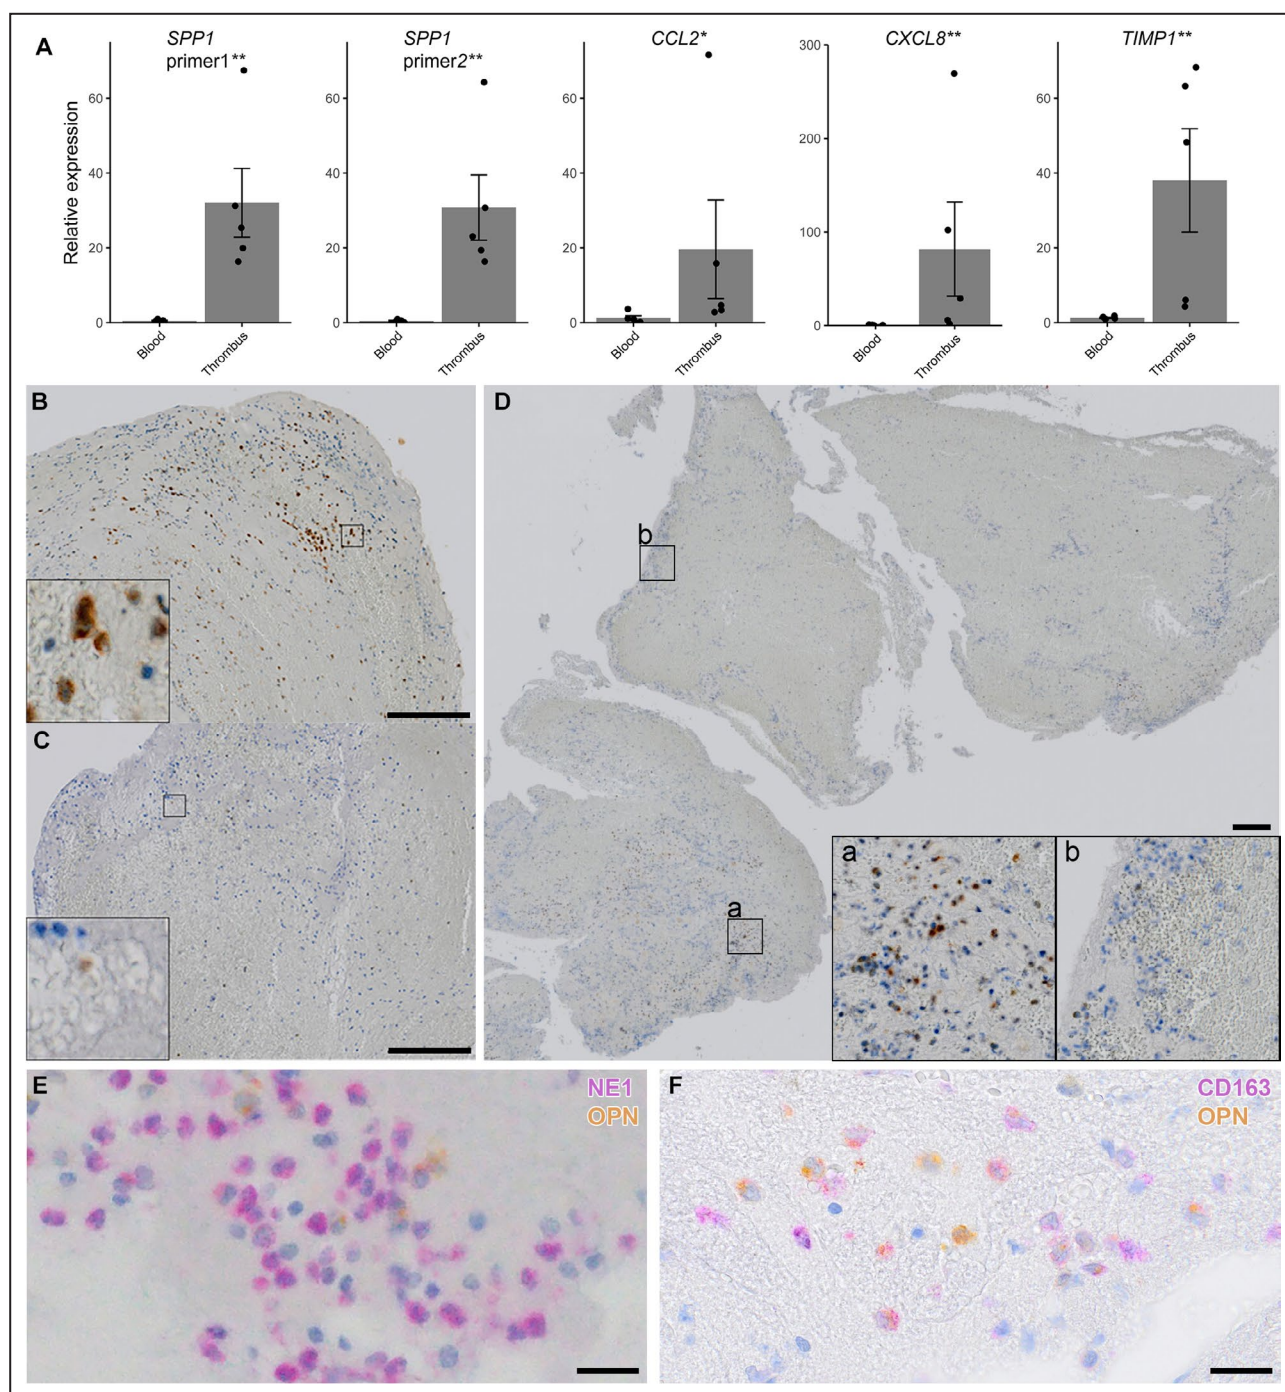 A
SPP1
primer1**
SPP1
primer2**
CCL2*
CXCL8**
TIMP1**
Relative expression
60
40
20
0
Blood
Thrombus
60
40
20
0
Blood
Thrombus
60
40
20
0
Blood
Thrombus
300
200
100
0
Blood
Thrombus
60
40
20
0
Blood
Thrombus
B
C
D
b
a
a
b
E
NE1
OPN
F
CD163
OPN